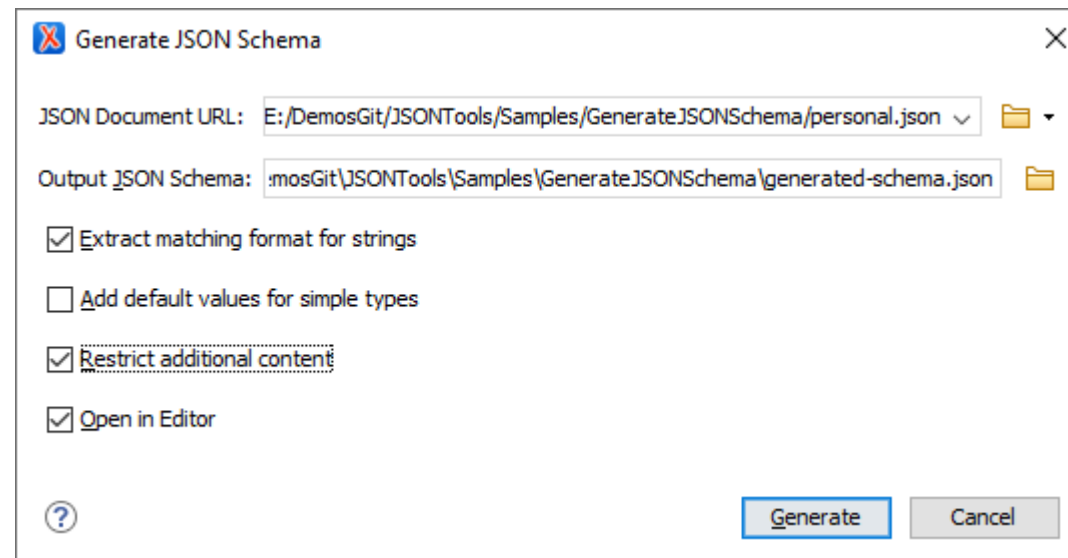 Generate JSON Schema
JSON Document URL: E:/DemosGit/JSONTools/Samples/GenerateJSONSchema/personal.json
Output JSON Schema: :mosGit\JSONTools\Samples\GenerateJSONSchema\generated-schema.json
Extract matching format for strings
Add default values for simple types
Restrict additional content
Open in Editor
? Generate Cancel